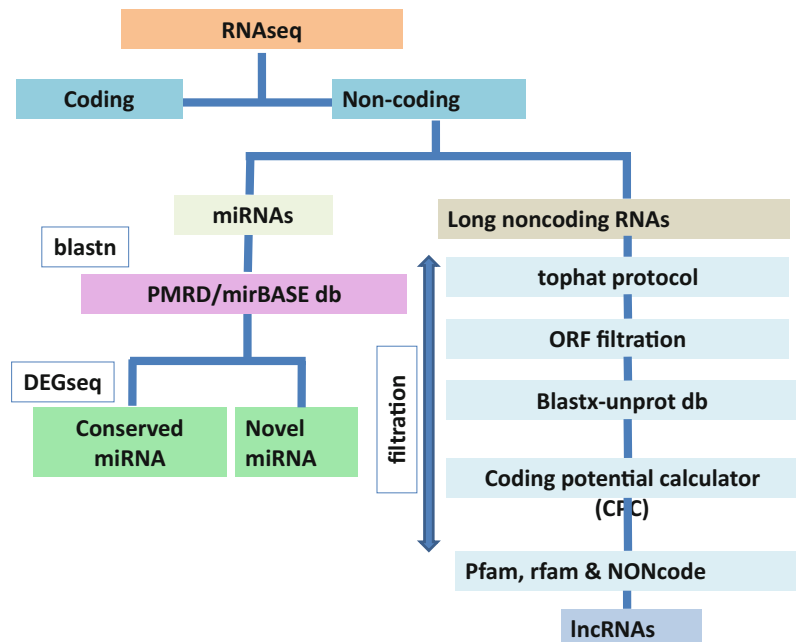 RNAseq
Coding
Non-coding
miRNAs
Long noncoding RNAs
blastn
PMRD/mirBASE db
tophat protocol
ORF filtration
DEGseq
Conserved
miRNA
Novel
miRNA
filtration
Blastx-unprot db
Coding potential calculator
(CPC)
Pfam, rfam & NONcode
lncRNAs